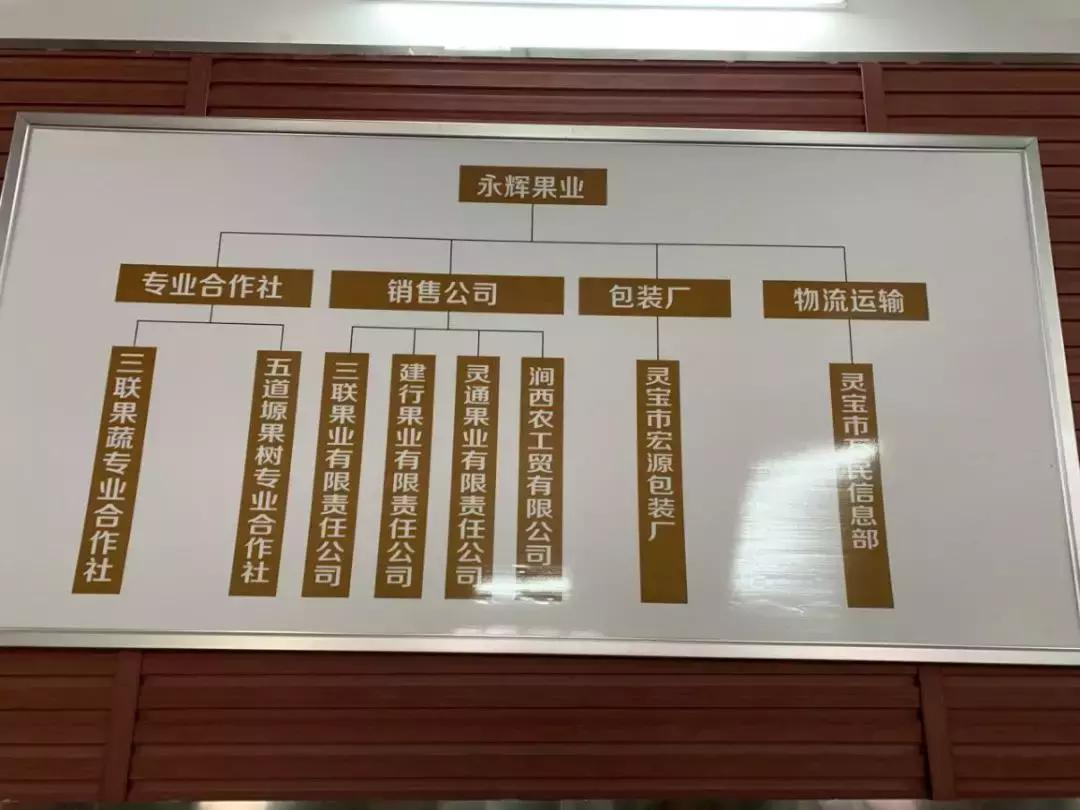 永辉果业
专业合作社
销售公司
包装厂
物流运输
三联果蔬专业合作社
五道塬果树专业合作社
三联果业有限责任公司
建行果业有限责任公司
灵通果业有限责任公司
涧西农工贸有限公司
灵宝市宏源包装厂
灵宝市民信息部